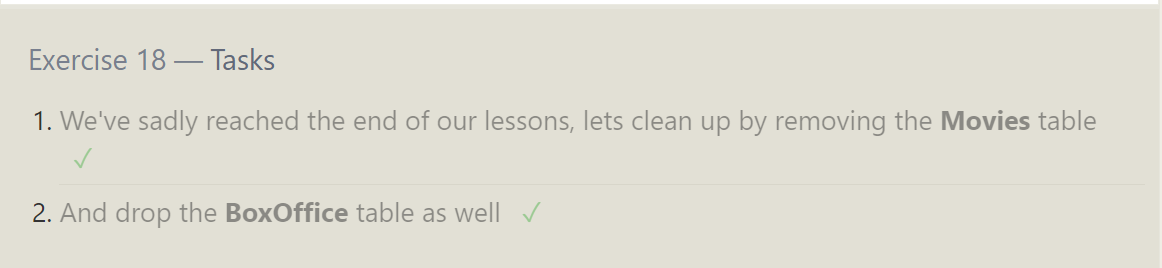 Exercise 18 — Tasks
1. We've sadly reached the end of our lessons, lets clean up by removing the Movies table
✓
2. And drop the BoxOffice table as well ✓